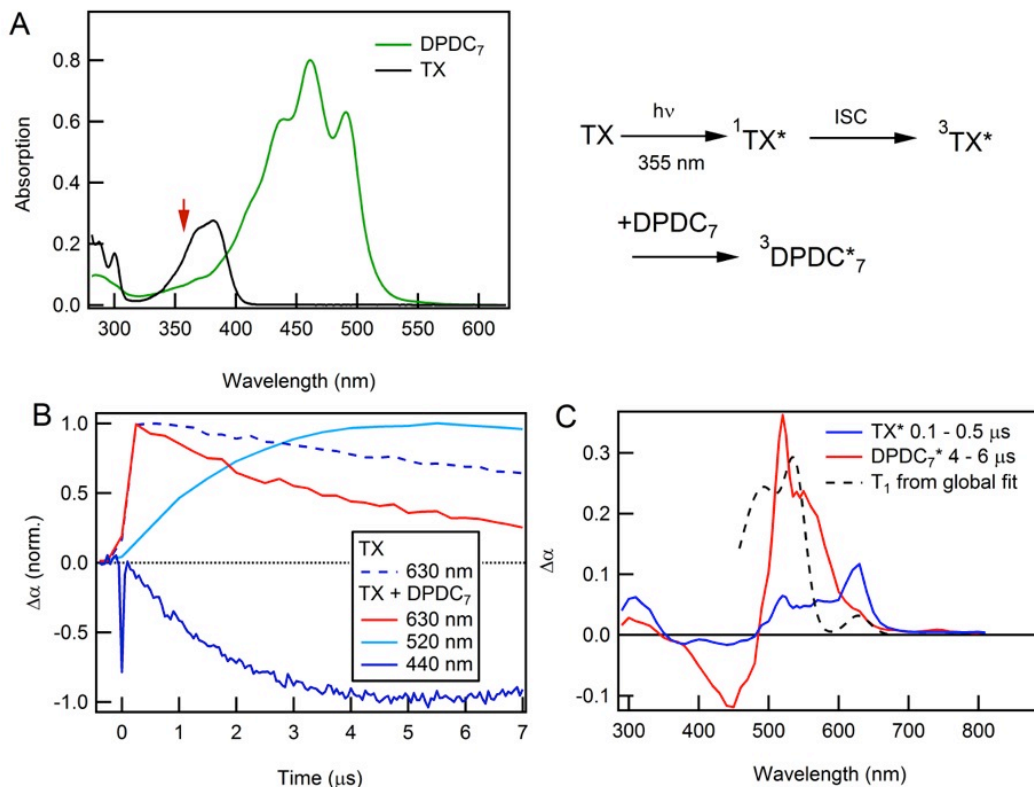 A
DPDC₇
TX
0.8
0.6
0.4
0.2
0.0
Absorption
300 350 400 450 500 550 600
Wavelength (nm)
TX hν 355 nm ¹TX* ISC ³TX*
+DPDC₇ ³DPDC*₇
B
1.0
0.5
0.0
-0.5
-1.0
Δα (norm.)
TX
630 nm
TX + DPDC₇
630 nm
520 nm
440 nm
0 1 2 3 4 5 6 7
Time (μs)
C
TX* 0.1 - 0.5 μs
DPDC₇* 4 - 6 μs
T₁ from global fit
0.3
0.2
0.1
0.0
-0.1
Δα
300 400 500 600 700 800
Wavelength (nm)